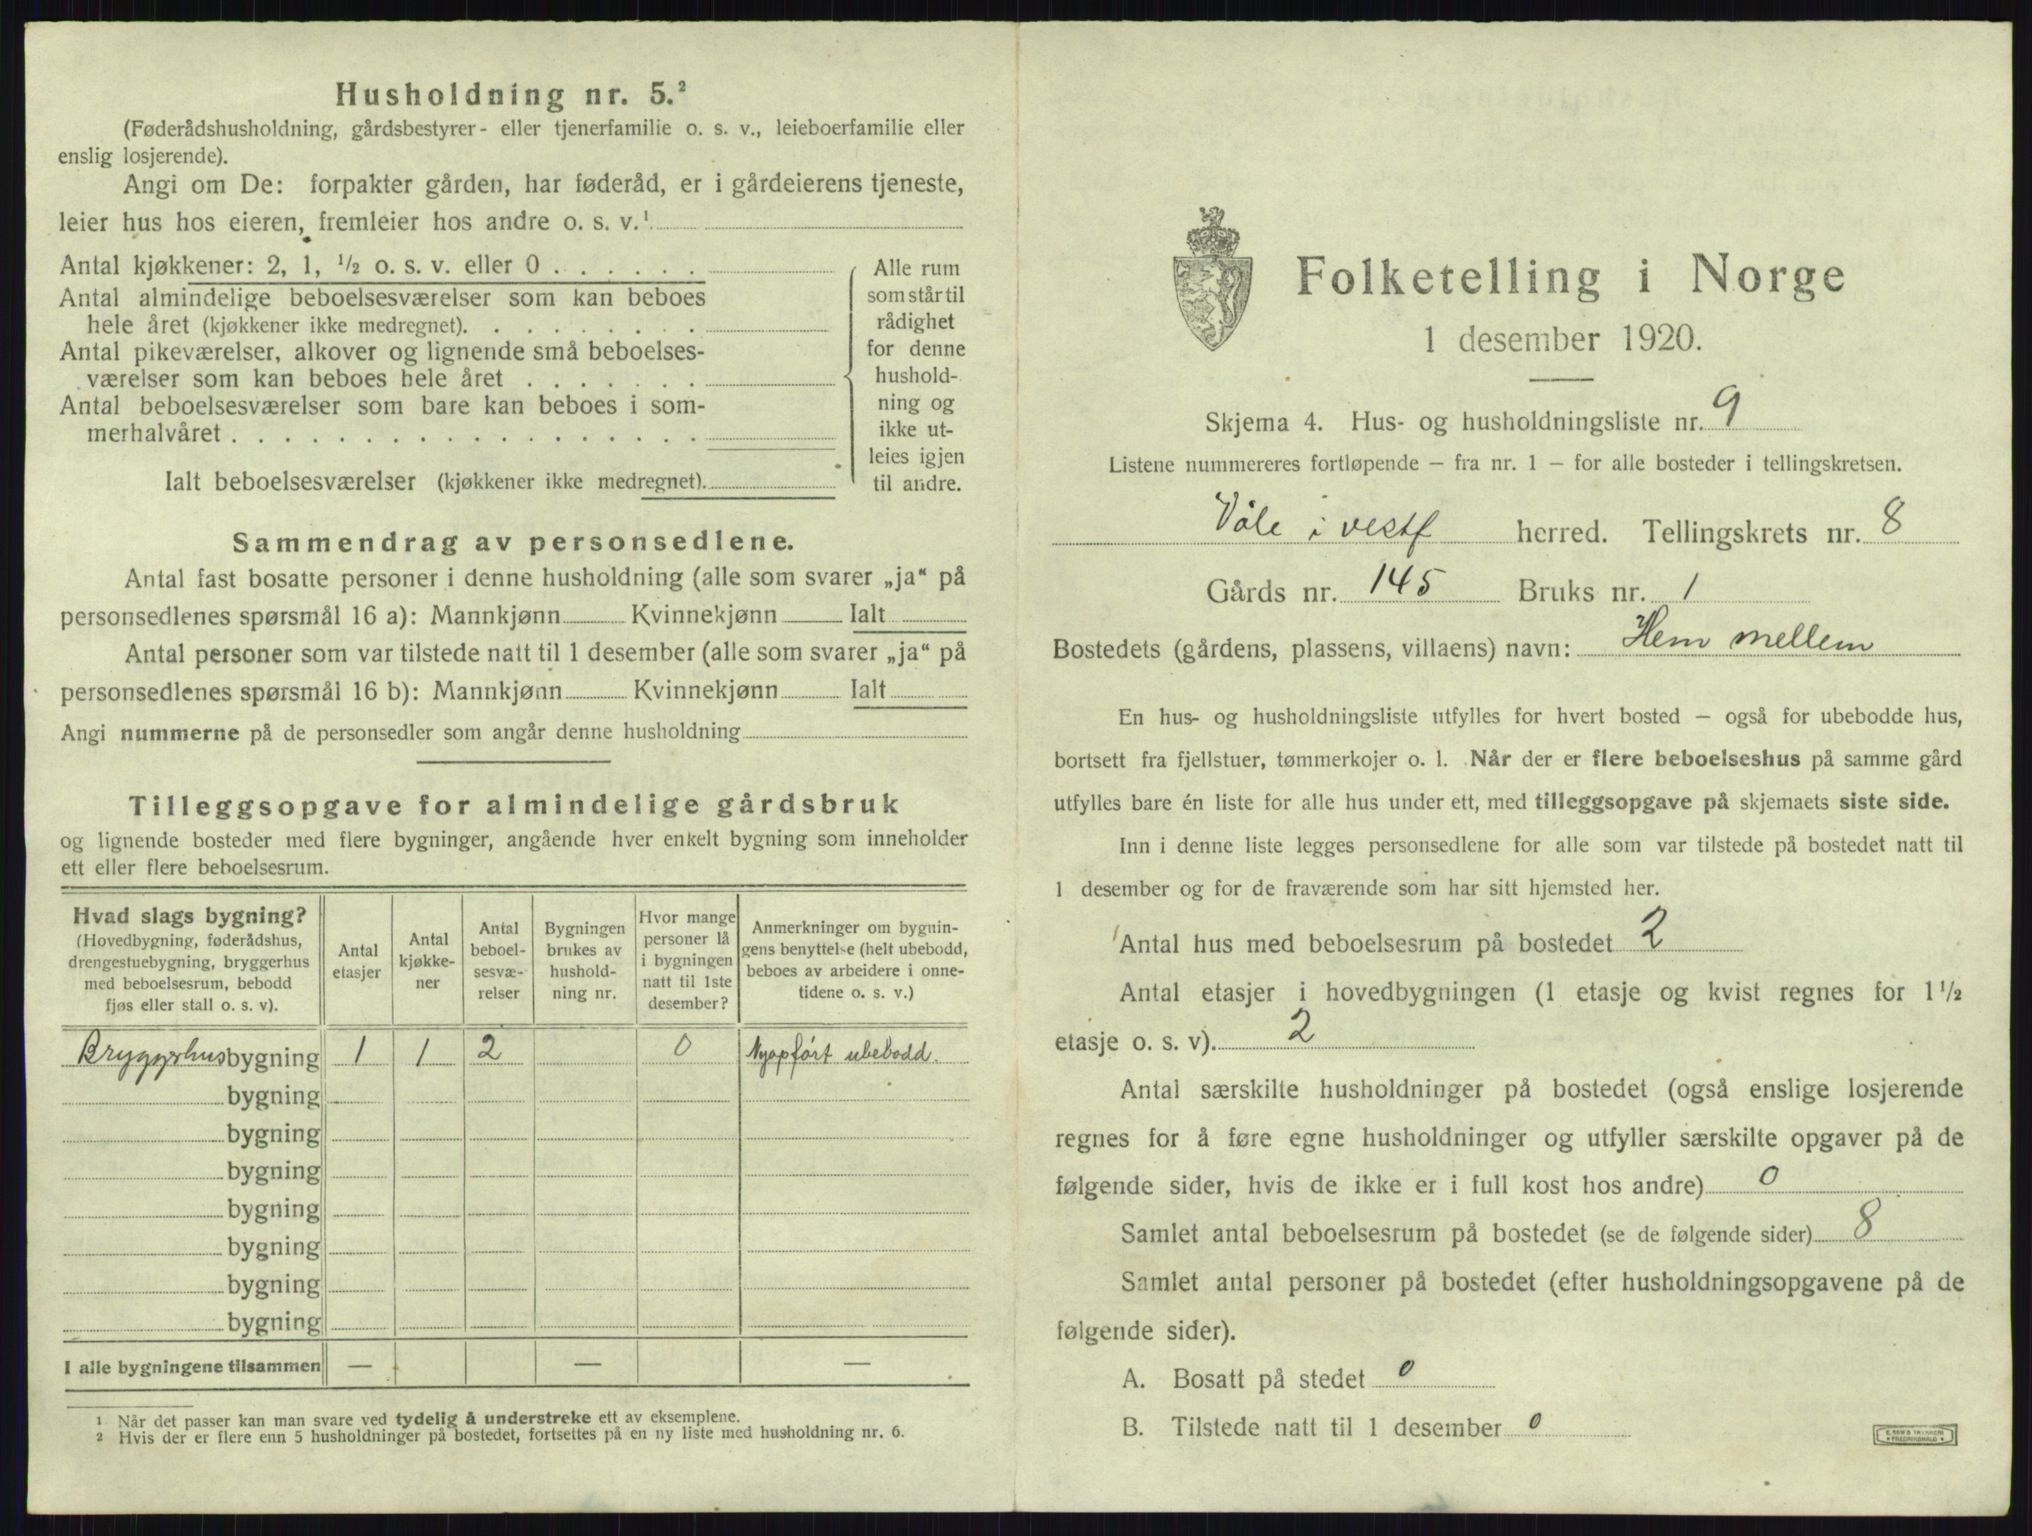 Husholdning nr. 5.²
(Føderådshusholdning, gårdsbestyrer- eller tjenerfamilie o. s. v., leieboerfamilie eller
enslig losjerende).
Angi om De: forpakter gården, har føderåd, er i gårdeierens tjeneste,
leier hus hos eieren, fremleier hos andre o. s. v.¹
Antal kjøkkener: 2, 1, ½ o. s. v. eller 0
Antal almindelige beboelsesværelser som kan beboes
hele året (kjøkkener ikke medregnet).
Antal pikeværelser, alkover og lignende små beboelses-
værelser som kan beboes hele året
Antal beboelsesværelser som bare kan beboes i som-
merhalvåret
Ialt beboelsesværelser (kjøkkener ikke medregnet).
Alle rum
som står til
rådighet
for denne
hushold-
ning og
ikke ut-
leies igjen
til andre.
Sammendrag av personsedlene.
Antal fast bosatte personer i denne husholdning (alle som svarer „ja“ på
personsedlenes spørsmål 16 a): Mannkjønn Kvinnekjønn Ialt
Antal personer som var tilstede natt til 1 desember (alle som svarer „ja“ på
personsedlenes spørsmål 16 b): Mannkjønn Kvinnekjønn Ialt
Angi nummerne på de personsedler som angår denne husholdning
Tilleggsopgave for almindelige gårdsbruk
og lignende bosteder med flere bygninger, angående hver enkelt bygning som inneholder
ett eller flere beboelsesrum.
Hvad slags bygning?
(Hovedbygning, føderådshus,
drengestuebygning, bryggerhus
med beboelsesrum, bebodd
fjøs eller stall o. s. v).
Antal
etasjer
Antal
kjøkke-
ner
Antal
beboel-
sesvæ-
relser
Bygningen
brukes av
hushold-
ning nr.
Hvor mange
personer lå
i bygningen
natt til 1ste
desember?
Anmerkninger om bygnin-
gens benyttelse (helt ubebodd,
beboes av arbeidere i onne-
tidene o. s. v.)
Bryggerhusbygning 1 1 2 0 Nyopført ubebodd.
bygning
bygning
bygning
bygning
bygning
bygning
bygning
I alle bygningene tilsammen — — —
¹ Når det passer kan man svare ved tydelig å understreke ett av eksemplene.
² Hvis der er flere enn 5 husholdninger på bostedet, fortsettes på en ny liste med husholdning nr. 6.
Folketelling i Norge
1 desember 1920.
Skjema 4. Hus- og husholdningsliste nr. 9
Listene nummereres fortløpende — fra nr. 1 — for alle bosteder i tellingskretsen.
Våle i vestf herred. Tellingskrets nr. 8
Gårds nr. 145 Bruks nr. 1
Bostedets (gårdens, plassens, villaens) navn: Hem mellem
En hus- og husholdningsliste utfylles for hvert bosted — også for ubebodde hus,
bortsett fra fjellstuer, tømmerkojer o. l. Når der er flere beboelseshus på samme gård
utfylles bare én liste for alle hus under ett, med tilleggsopgave på skjemaets siste side.
Inn i denne liste legges personsedlene for alle som var tilstede på bostedet natt til
1 desember og for de fraværende som har sitt hjemsted her.
Antal hus med beboelsesrum på bostedet 2
Antal etasjer i hovedbygningen (1 etasje og kvist regnes for 1½
etasje o. s. v). 2
Antal særskilte husholdninger på bostedet (også enslige losjerende
regnes for å føre egne husholdninger og utfyller særskilte opgaver på de
følgende sider, hvis de ikke er i full kost hos andre) 0
Samlet antal beboelsesrum på bostedet (se de følgende sider) 8
Samlet antal personer på bostedet (efter husholdningsopgavene på de
følgende sider).
A. Bosatt på stedet 0
B. Tilstede natt til 1 desember 0